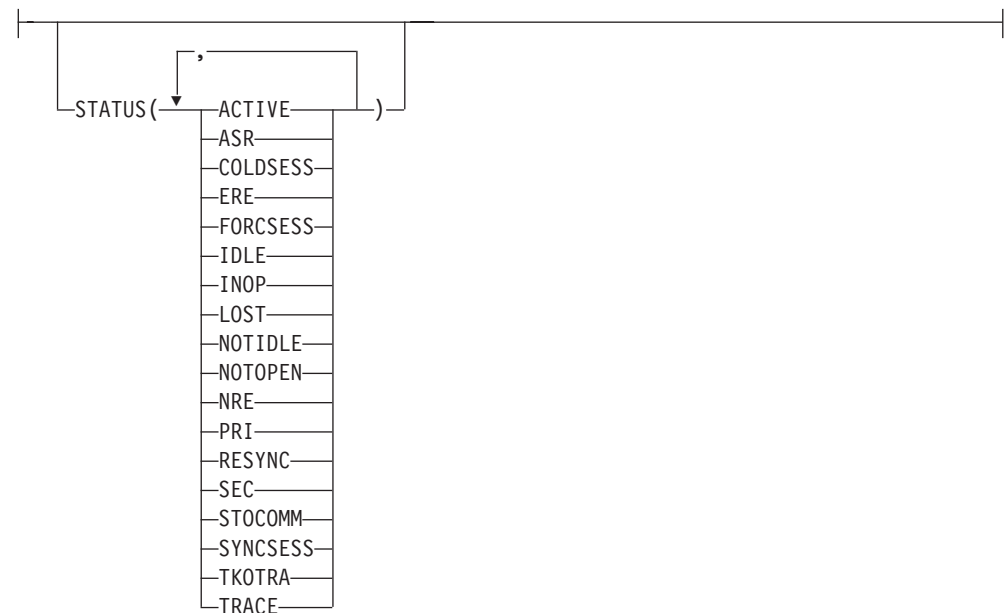 ,
STATUS( ACTIVE )
ASR
COLDSESS
ERE
FORCSESS
IDLE
INOP
LOST
NOTIDLE
NOTOPEN
NRE
PRI
RESYNC
SEC
STOCOMM
SYNCSESS
TKOTRA
TRACE